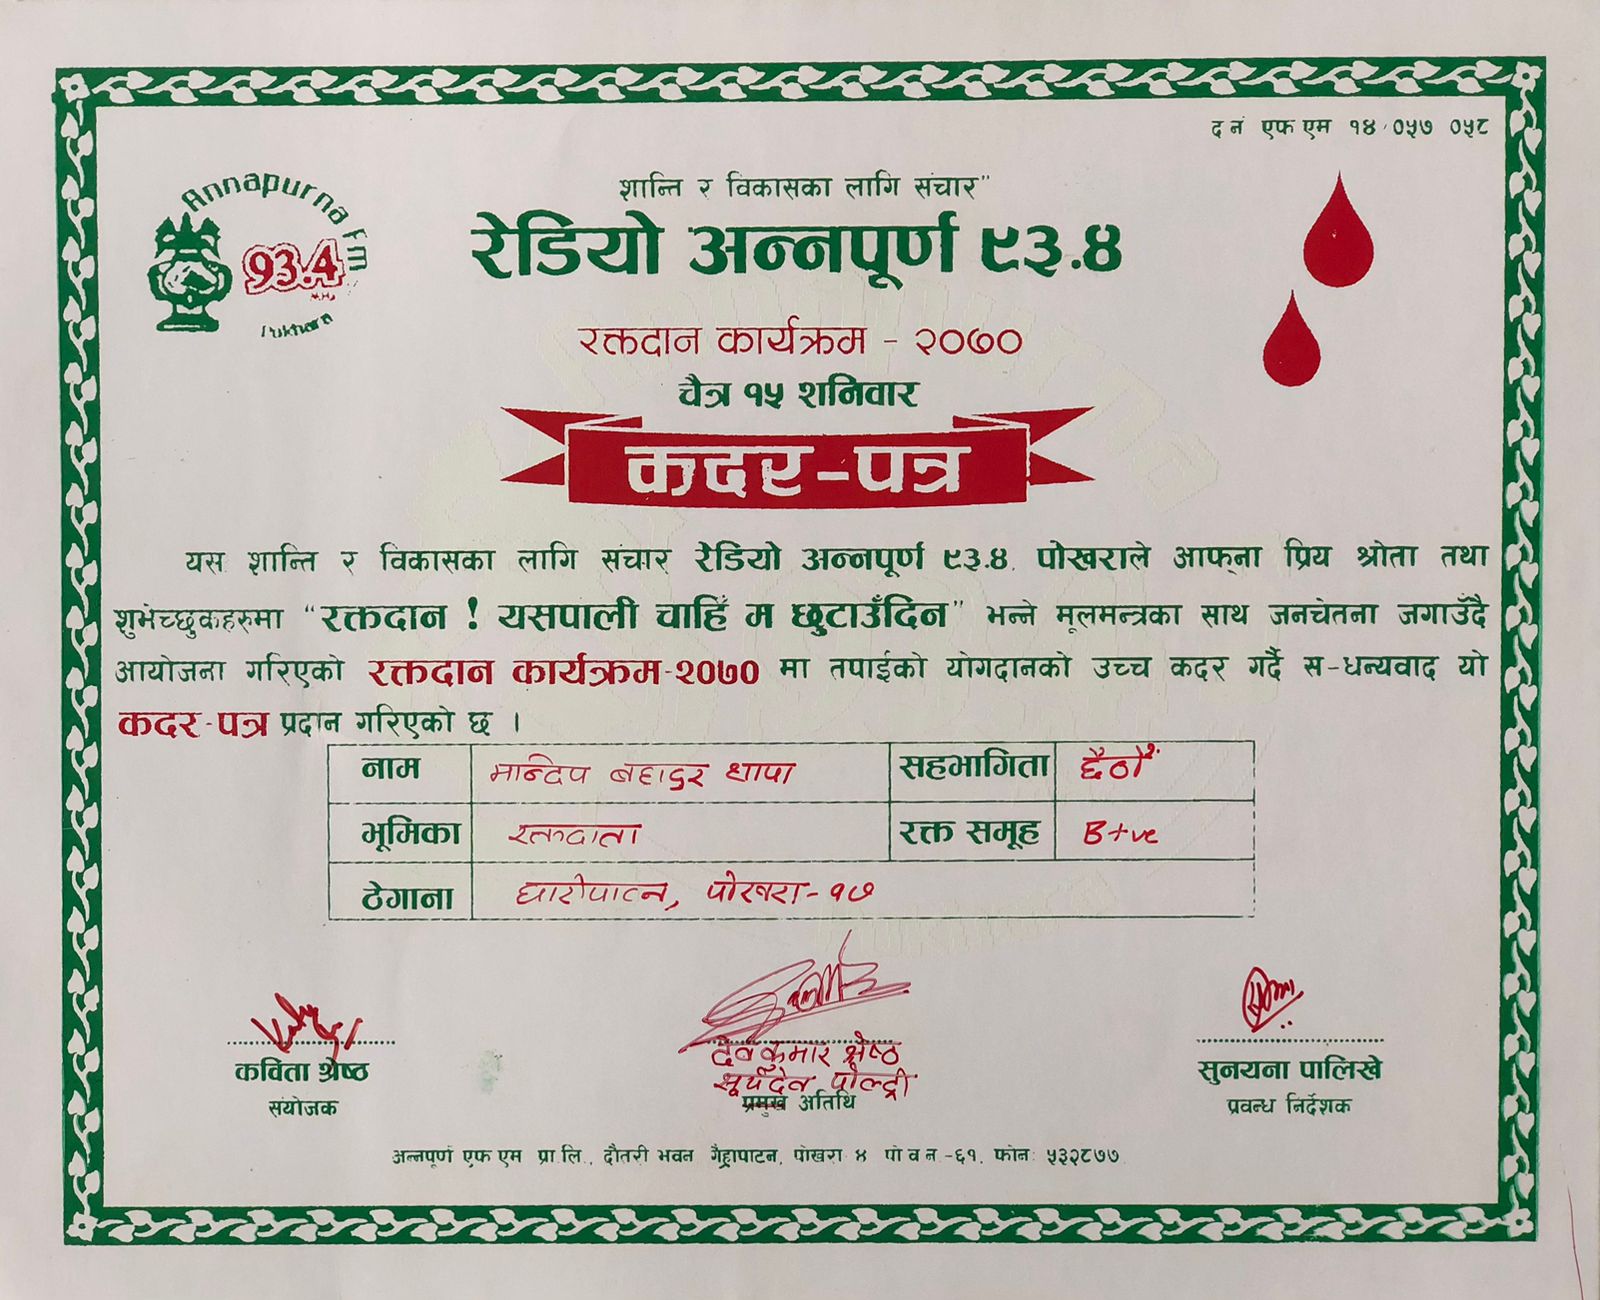 द नं एफ एम १४/०५७ ०५८
Annapurna Fm
93.4
M.Hz
Pokhara
शान्ति र विकासका लागि संचार"
रेडियो अन्नपूर्ण ९३.४
रक्तदान कार्यक्रम - २०७०
चैत्र १५ शनिवार
कदर-पत्र
यस शान्ति र विकासका लागि संचार रेडियो अन्नपूर्ण ९३.४, पोखराले आफ्ना प्रिय श्रोता तथा
शुभेच्छुकहरुमा "रक्तदान ! यसपाली चाहिँ म छुटाउँदिन" भन्ने मूलमन्त्रका साथ जनचेतना जगाउँदै
आयोजना गरिएको रक्तदान कार्यक्रम-२०७० मा तपाईको योगदानको उच्च कदर गर्दै स-धन्यवाद यो
कदर-पत्र प्रदान गरिएको छ ।
नाम मान्दिप बहादुर थापा सहभागिता छैठौं
भूमिका रक्तदाता रक्त समूह B+ve
ठेगाना घारीपाटन, पोखरा-१७
कविता श्रेष्ठ देवकुमार श्रेष्ठ सुनयना पालिखे
सूर्यदेव पोल्ट्री
संयोजक प्रमुख अतिथि प्रवन्ध निर्देशक
अन्नपूर्ण एफ एम प्रा.लि., दौतरी भवन गैह्रापाटन, पोखरा ४ पो व न -६१, फोन: ५३२८७७